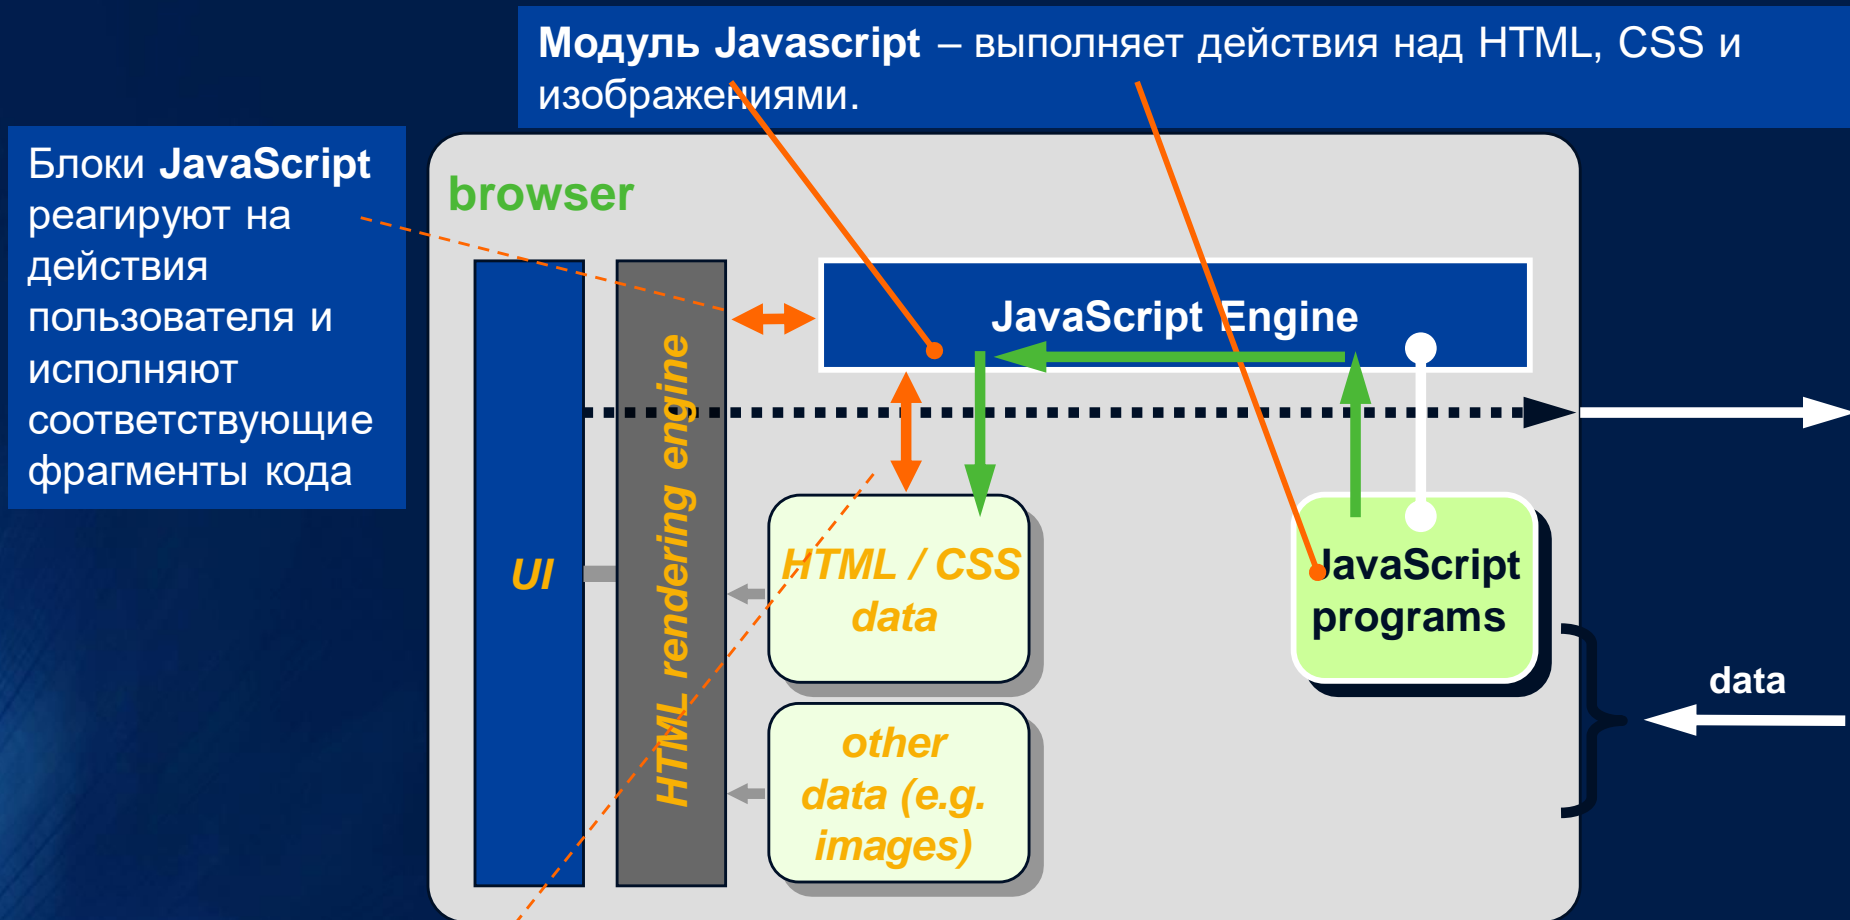 Модуль Javascript – выполняет действия над HTML, CSS и
изображениями.
Блоки JavaScript
реагируют на
действия
пользователя и
исполняют
соответствующие
фрагменты кода
browser
JavaScript Engine
UI
HTML rendering engine
HTML / CSS
data
JavaScript
programs
data
other
data (e.g.
images)